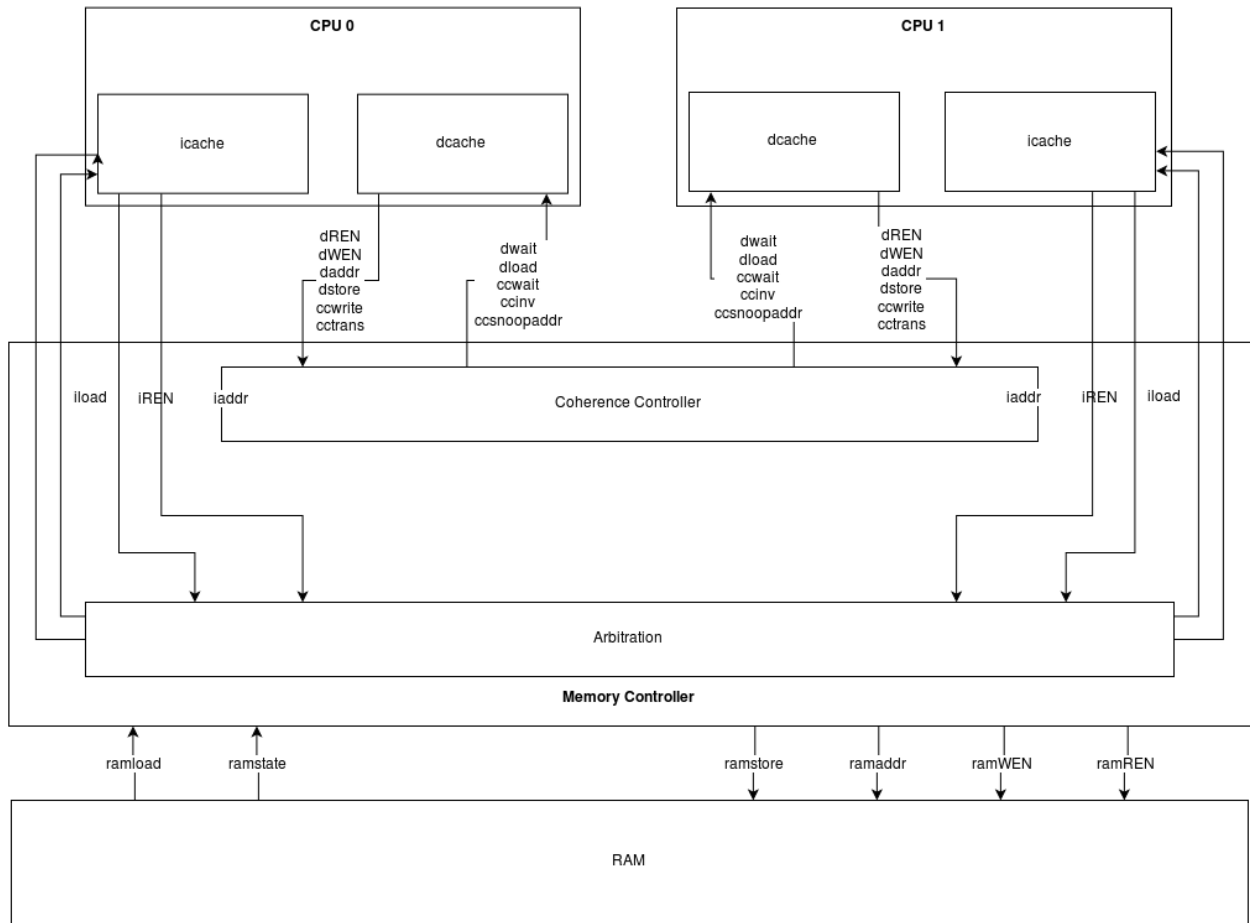 CPU 0
CPU 1
icache
dcache
dcache
icache
dREN
dWEN
daddr
dstore
ccwrite
cctrans
dwait
dload
ccwait
ccinv
ccsnoopaddr
dwait
dload
ccwait
ccinv
ccsnoopaddr
dREN
dWEN
daddr
dstore
ccwrite
cctrans
iload
iREN
iaddr
Coherence Controller
iaddr
iREN
iload
Arbitration
Memory Controller
ramload
ramstate
ramstore
ramaddr
ramWEN
ramREN
RAM